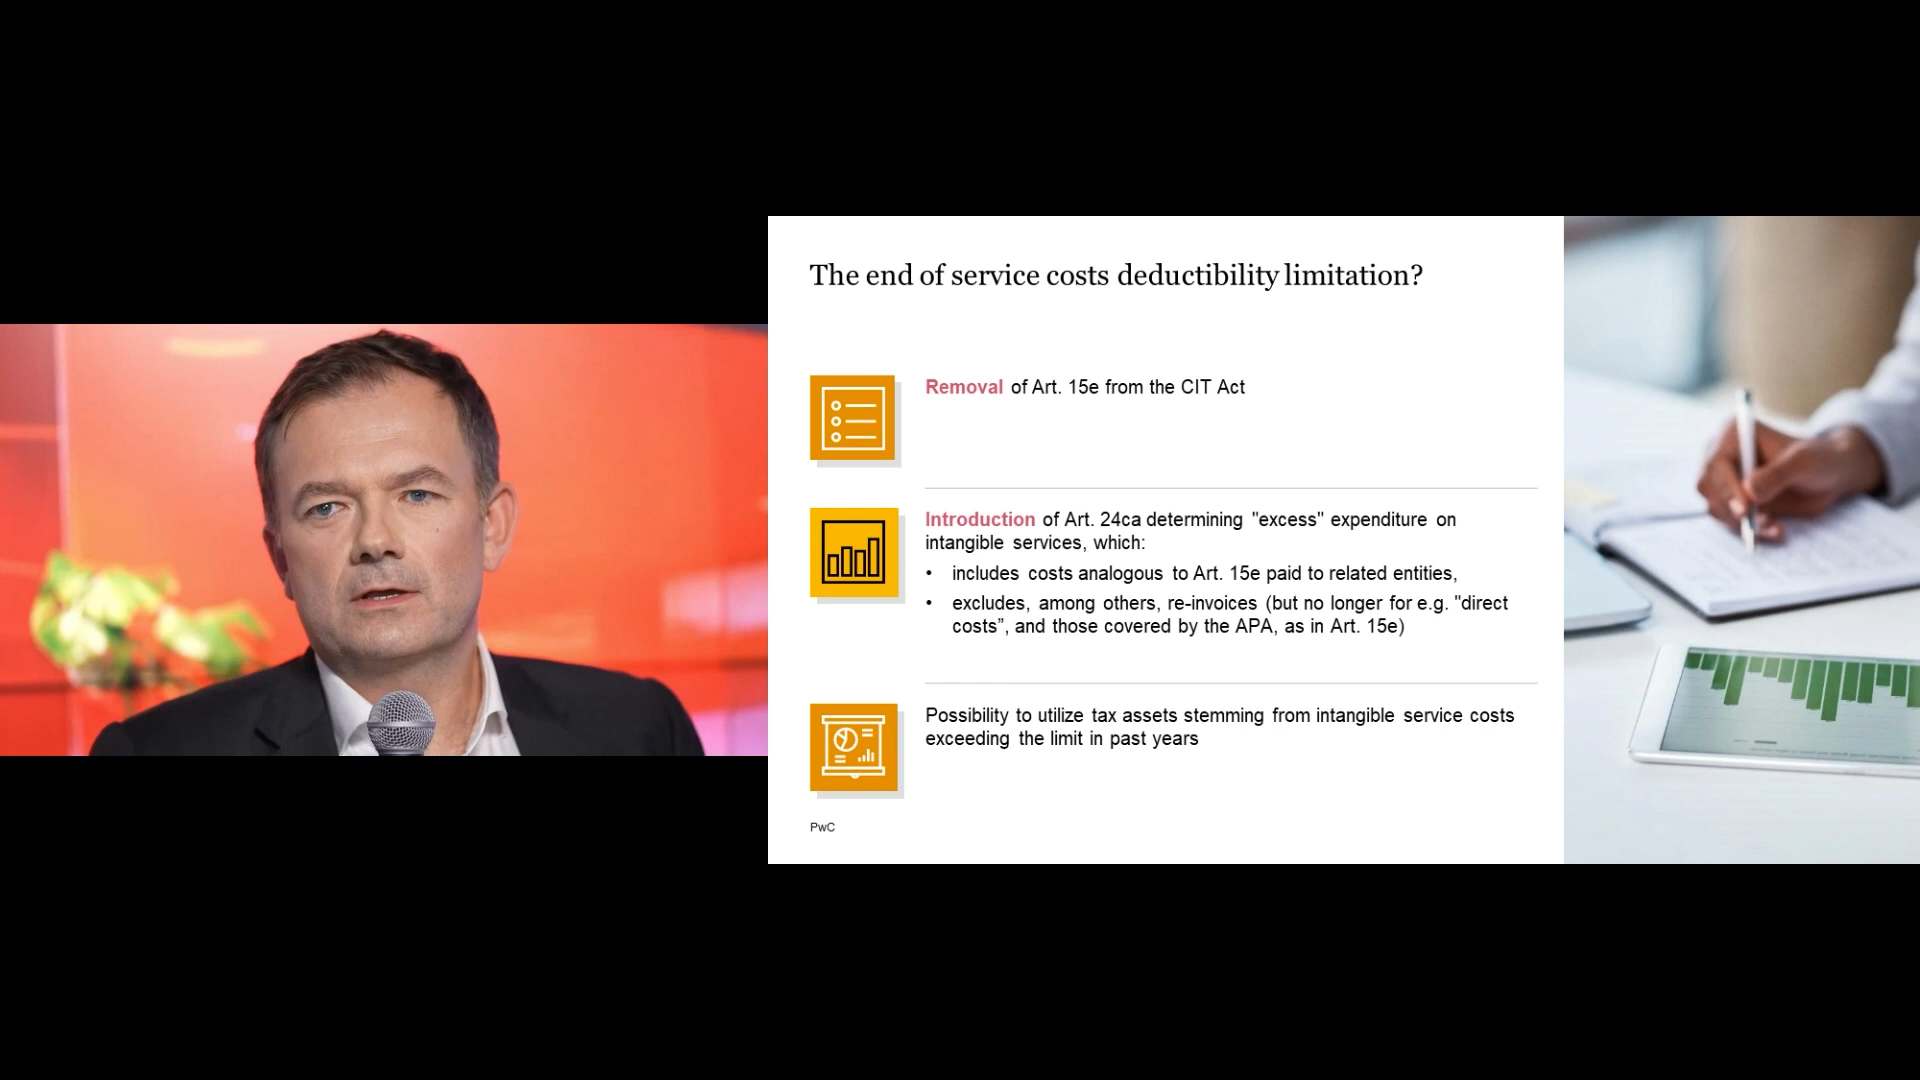 The end of service costs deductibility limitation?
Removal of Art. 15e from the CIT Act
Introduction of Art. 24ca determining "excess" expenditure on
intangible services, which:
• includes costs analogous to Art. 15e paid to related entities,
• excludes, among others, re-invoices (but no longer for e.g. "direct
costs”, and those covered by the APA, as in Art. 15e)
Possibility to utilize tax assets stemming from intangible service costs
exceeding the limit in past years
PwC